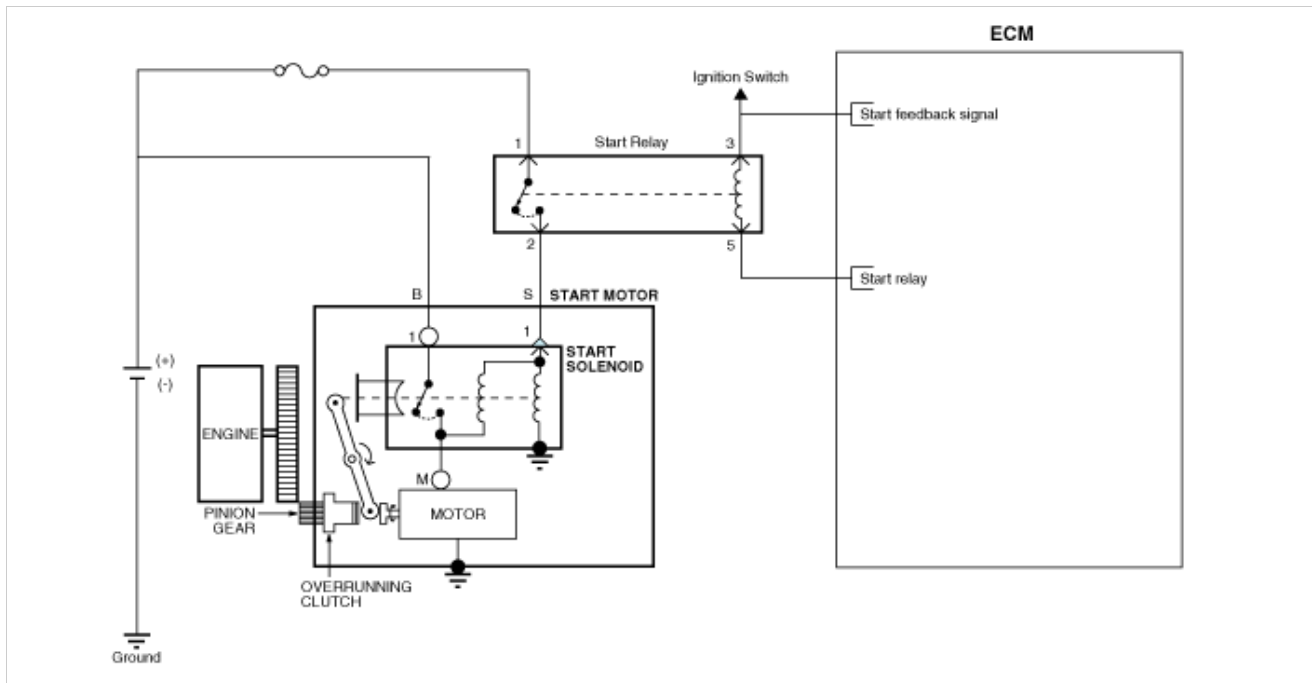 ECM
Ignition Switch
Start feedback signal
1
Start Relay
3
2
5
Start relay
B
S
START MOTOR
1
1
START
SOLENOID
(+)
(-)
ENGINE
M
MOTOR
PINION
GEAR
OVERRUNNING
CLUTCH
Ground